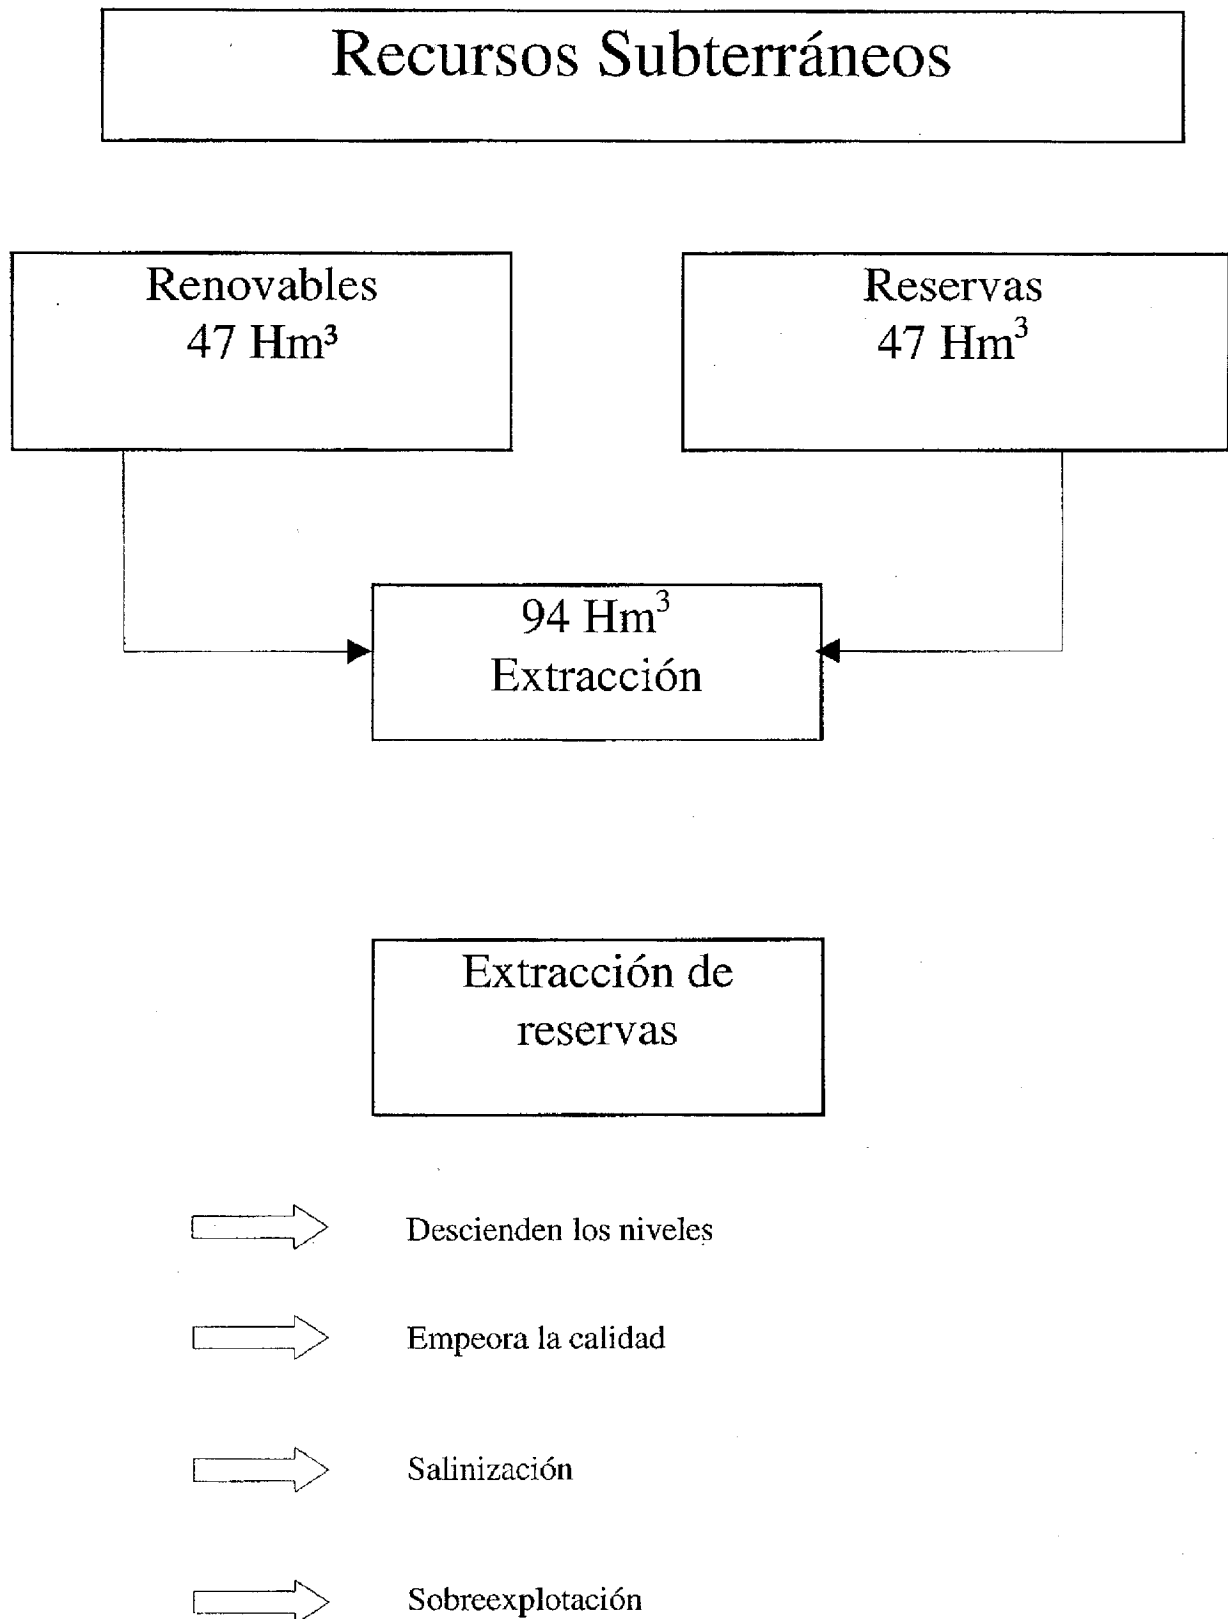 Recursos Subterráneos
Renovables
47 Hm³
Reservas
47 Hm³
94 Hm³
Extracción
Extracción de
reservas
Descienden los niveles
Empeora la calidad
Salinización
Sobreexplotación